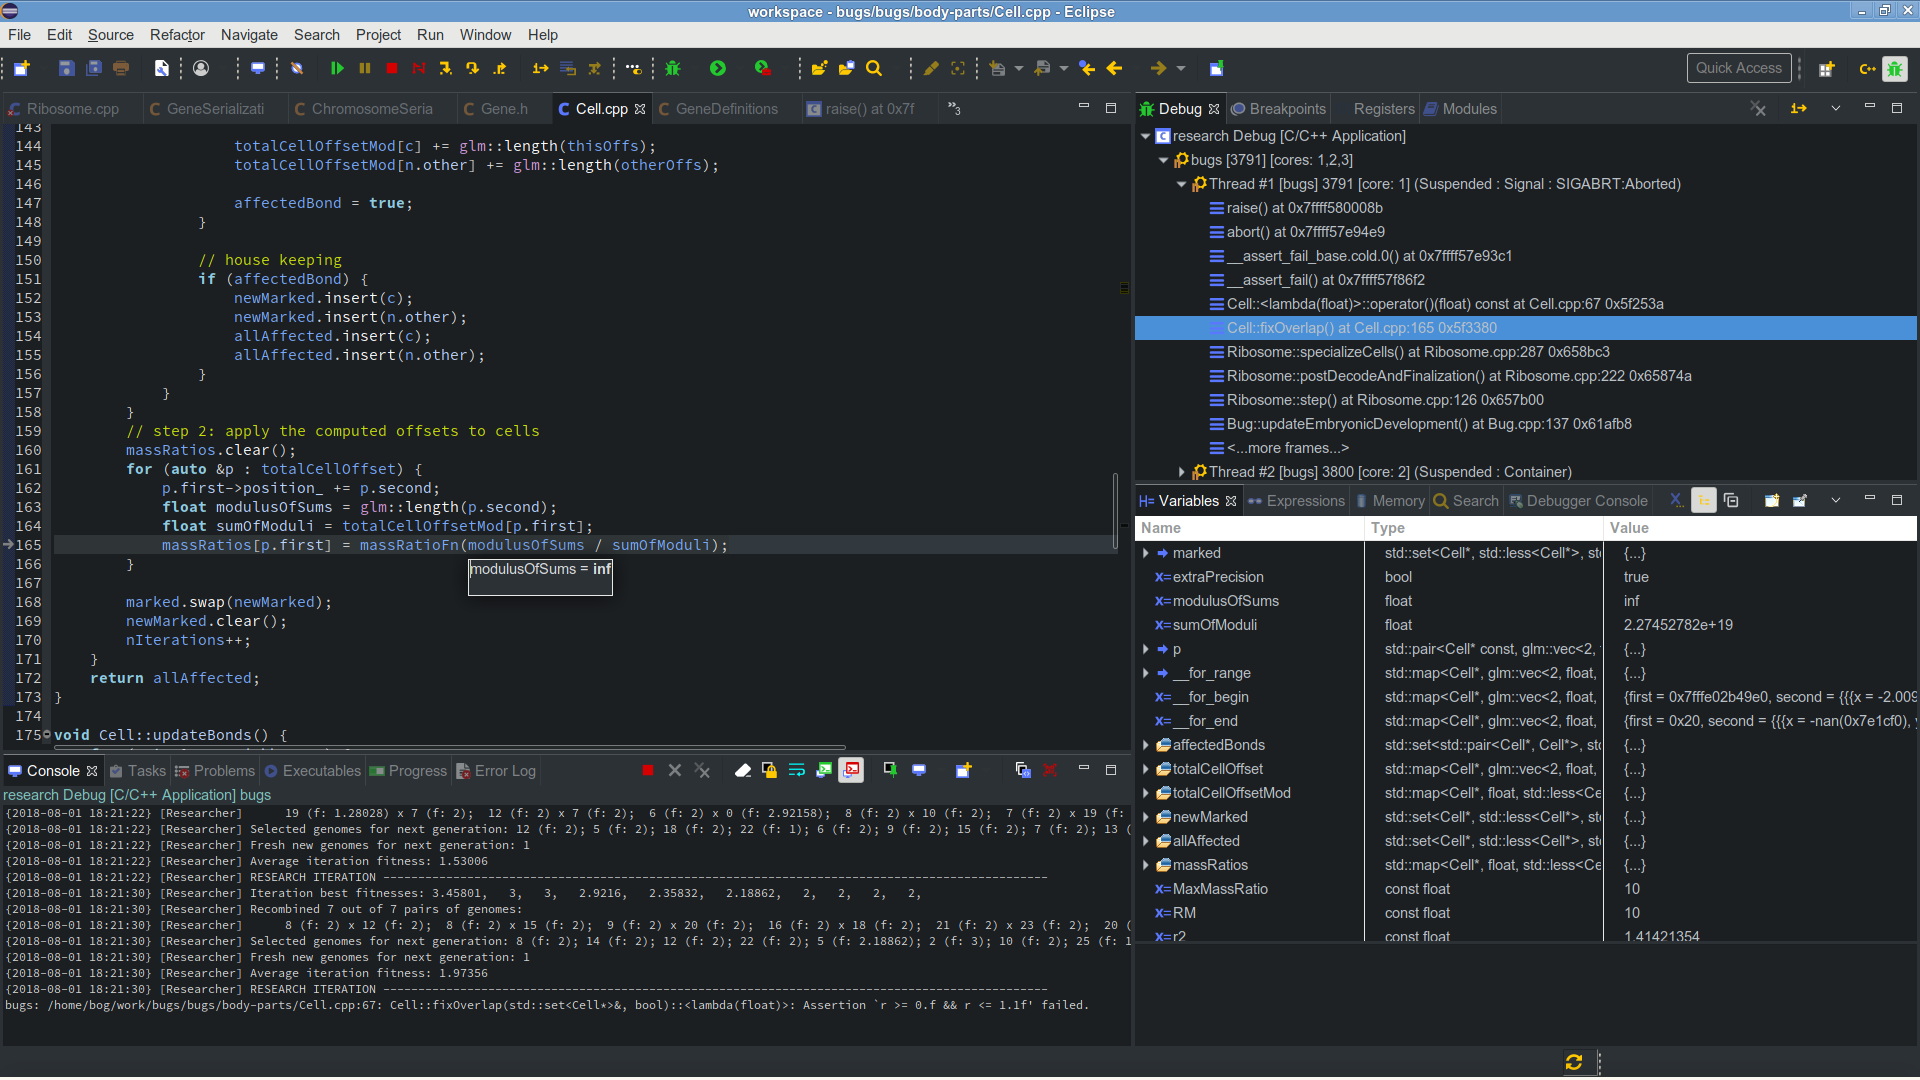 workspace - bugs/bugs/body-parts/Cell.cpp - Eclipse
File Edit Source Refactor Navigate Search Project Run Window Help
Quick Access
Ribosome.cpp GeneSerializati ChromosomeSeria Gene.h Cell.cpp GeneDefinitions raise() at 0x7f »3
143
144 totalCellOffsetMod[c] += glm::length(thisOffs);
145 totalCellOffsetMod[n.other] += glm::length(otherOffs);
146
147 affectedBond = true;
148 }
149
150 // house keeping
151 if (affectedBond) {
152 newMarked.insert(c);
153 newMarked.insert(n.other);
154 allAffected.insert(c);
155 allAffected.insert(n.other);
156 }
157 }
158 }
159 // step 2: apply the computed offsets to cells
160 massRatios.clear();
161 for (auto &p : totalCellOffset) {
162 p.first->position_ += p.second;
163 float modulusOfSums = glm::length(p.second);
164 float sumOfModuli = totalCellOffsetMod[p.first];
165 massRatios[p.first] = massRatioFn(modulusOfSums / sumOfModuli);
166 }
modulusOfSums = inf
167
168 marked.swap(newMarked);
169 newMarked.clear();
170 nIterations++;
171 }
172 return allAffected;
173 }
174
175 void Cell::updateBonds() {
Debug Breakpoints Registers Modules
research Debug [C/C++ Application]
bugs [3791] [cores: 1,2,3]
Thread #1 [bugs] 3791 [core: 1] (Suspended : Signal : SIGABRT:Aborted)
raise() at 0x7ffff580008b
abort() at 0x7ffff57e94e9
__assert_fail_base.cold.0() at 0x7ffff57e93c1
__assert_fail() at 0x7ffff57f86f2
Cell::<lambda(float)>::operator()(float) const at Cell.cpp:67 0x5f253a
Cell::fixOverlap() at Cell.cpp:165 0x5f3380
Ribosome::specializeCells() at Ribosome.cpp:287 0x658bc3
Ribosome::postDecodeAndFinalization() at Ribosome.cpp:222 0x65874a
Ribosome::step() at Ribosome.cpp:126 0x657b00
Bug::updateEmbryonicDevelopment() at Bug.cpp:137 0x61afb8
<...more frames...>
Thread #2 [bugs] 3800 [core: 2] (Suspended : Container)
Variables Expressions Memory Search Debugger Console
Name Type Value
marked std::set<Cell*, std::less<Cell*>, st {...}
extraPrecision bool true
modulusOfSums float inf
sumOfModuli float 2.27452782e+19
p std::pair<Cell* const, glm::vec<2, {...}
__for_range std::map<Cell*, glm::vec<2, float, {...}
__for_begin std::map<Cell*, glm::vec<2, float, {first = 0x7fffe02b49e0, second = {{{x = -2.009
__for_end std::map<Cell*, glm::vec<2, float, {first = 0x20, second = {{{x = -nan(0x7e1cf0),
affectedBonds std::set<std::pair<Cell*, Cell*>, st {...}
totalCellOffset std::map<Cell*, glm::vec<2, float, {...}
totalCellOffsetMod std::map<Cell*, float, std::less<Ce {...}
newMarked std::set<Cell*, std::less<Cell*>, st {...}
allAffected std::set<Cell*, std::less<Cell*>, st {...}
massRatios std::map<Cell*, float, std::less<Ce {...}
MaxMassRatio const float 10
RM const float 10
r2 const float 1.41421354
Console Tasks Problems Executables Progress Error Log
research Debug [C/C++ Application] bugs
{2018-08-01 18:21:22} [Researcher] 19 (f: 1.28028) x 7 (f: 2); 12 (f: 2) x 7 (f: 2); 6 (f: 2) x 0 (f: 2.92158); 8 (f: 2) x 10 (f: 2); 7 (f: 2) x 19 (f:
{2018-08-01 18:21:22} [Researcher] Selected genomes for next generation: 12 (f: 2); 5 (f: 2); 18 (f: 2); 22 (f: 1); 6 (f: 2); 9 (f: 2); 15 (f: 2); 7 (f: 2); 13 (
{2018-08-01 18:21:22} [Researcher] Fresh new genomes for next generation: 1
{2018-08-01 18:21:22} [Researcher] Average iteration fitness: 1.53006
{2018-08-01 18:21:22} [Researcher] RESEARCH ITERATION ----------------------------------------------------------------------------------------------------
{2018-08-01 18:21:30} [Researcher] Iteration best fitnesses: 3.45801, 3, 3, 2.9216, 2.35832, 2.18862, 2, 2, 2, 2,
{2018-08-01 18:21:30} [Researcher] Recombined 7 out of 7 pairs of genomes:
{2018-08-01 18:21:30} [Researcher] 8 (f: 2) x 12 (f: 2); 8 (f: 2) x 15 (f: 2); 9 (f: 2) x 20 (f: 2); 16 (f: 2) x 18 (f: 2); 21 (f: 2) x 23 (f: 2); 20 (
{2018-08-01 18:21:30} [Researcher] Selected genomes for next generation: 8 (f: 2); 14 (f: 2); 12 (f: 2); 22 (f: 2); 5 (f: 2.18862); 2 (f: 3); 10 (f: 2); 25 (f: 1
{2018-08-01 18:21:30} [Researcher] Fresh new genomes for next generation: 1
{2018-08-01 18:21:30} [Researcher] Average iteration fitness: 1.97356
{2018-08-01 18:21:30} [Researcher] RESEARCH ITERATION ----------------------------------------------------------------------------------------------------
bugs: /home/bog/work/bugs/bugs/body-parts/Cell.cpp:67: Cell::fixOverlap(std::set<Cell*>&, bool)::<lambda(float)>: Assertion `r >= 0.f && r <= 1.1f' failed.